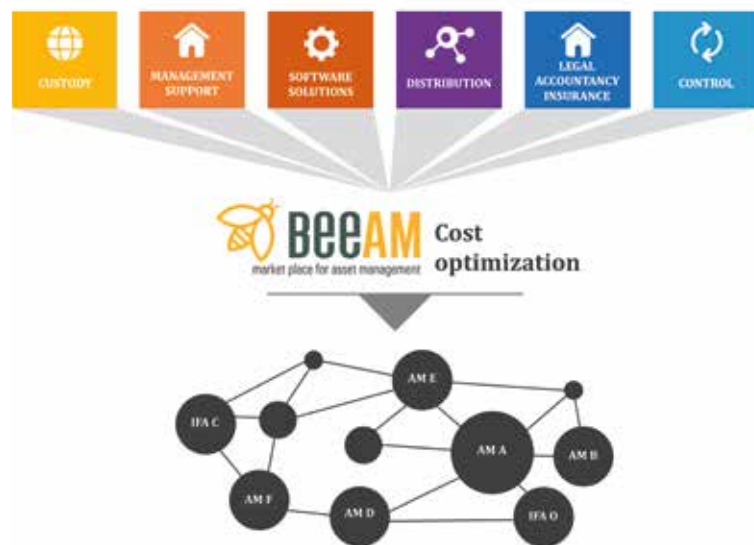 CUSTODY
MANAGEMENT
SUPPORT
SOFTWARE
SOLUTIONS
DISTRIBUTION
LEGAL
ACCOUNTANCY
INSURANCE
CONTROL
BeeAM
market place for asset management
Cost
optimization
AM E
IFA C
AM A
AM B
AM F
AM D
IFA O